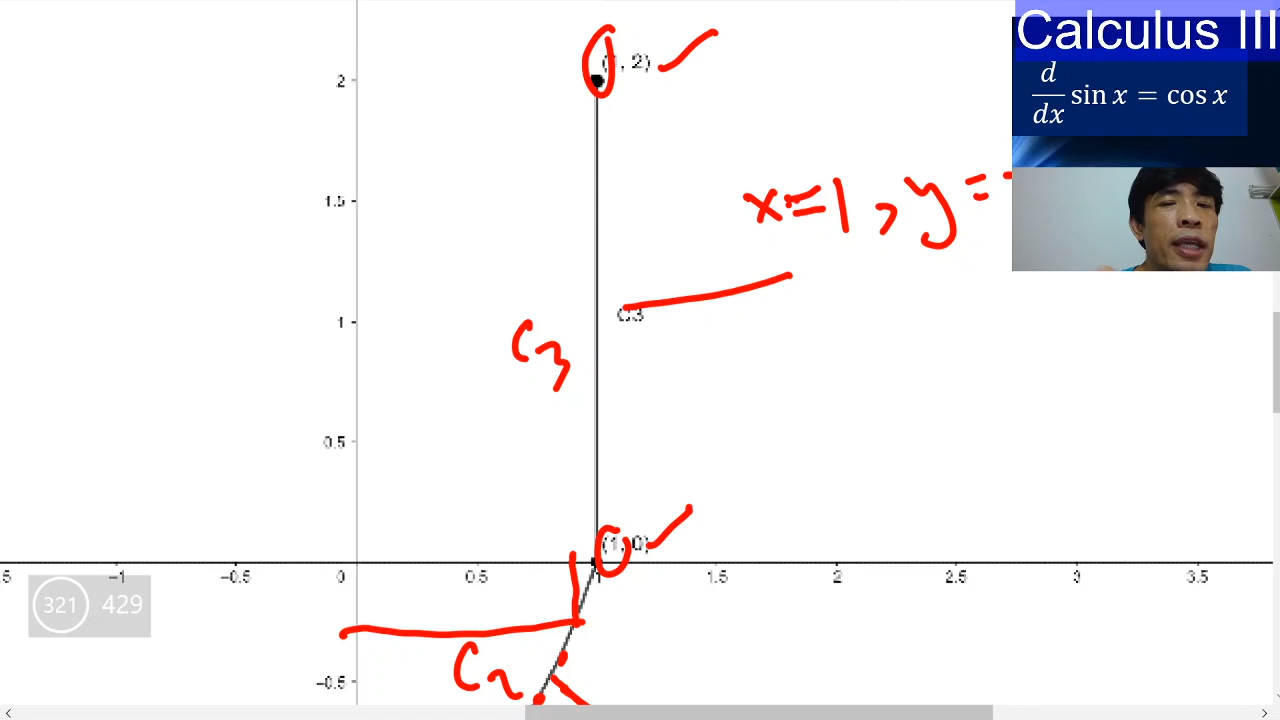 Calculus III
d/dx sin x = cos x
(1, 2)
2
1.5
x=1, y=
C3
1
C3
0.5
(1, 0)
-1
-0.5
0
0.5
1.5
2
2.5
3
3.5
321 429
C2
-0.5